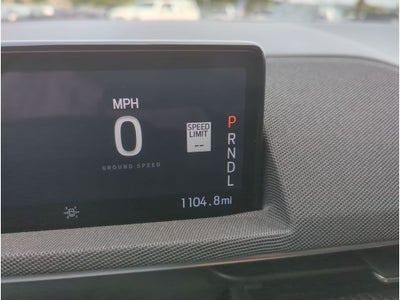 MPH
0
GROUND SPEED
SPEED
LIMIT
--
P
R
N
D
L
1104.8mi